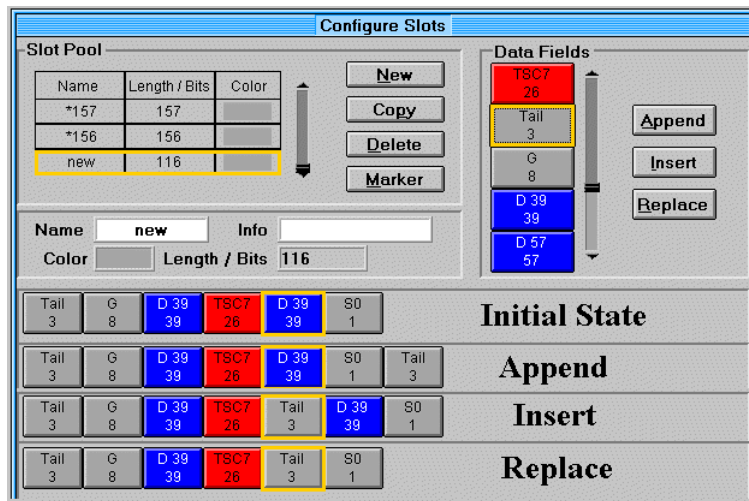 Configure Slots
Slot Pool
Name Length / Bits Color
*157 157
*156 156
new 116
New
Copy
Delete
Marker
Data Fields
TSC7
26
Tail
3
G
8
D 39
39
D 57
57
Append
Insert
Replace
Name new Info
Color Length / Bits 116
Tail G D 39 TSC7 D 39 S0
3 8 39 26 39 1
Initial State
Tail G D 39 TSC7 D 39 S0 Tail
3 8 39 26 39 1 3
Append
Tail G D 39 TSC7 Tail D 39 S0
3 8 39 26 3 39 1
Insert
Tail G D 39 TSC7 Tail S0
3 8 39 26 3 1
Replace